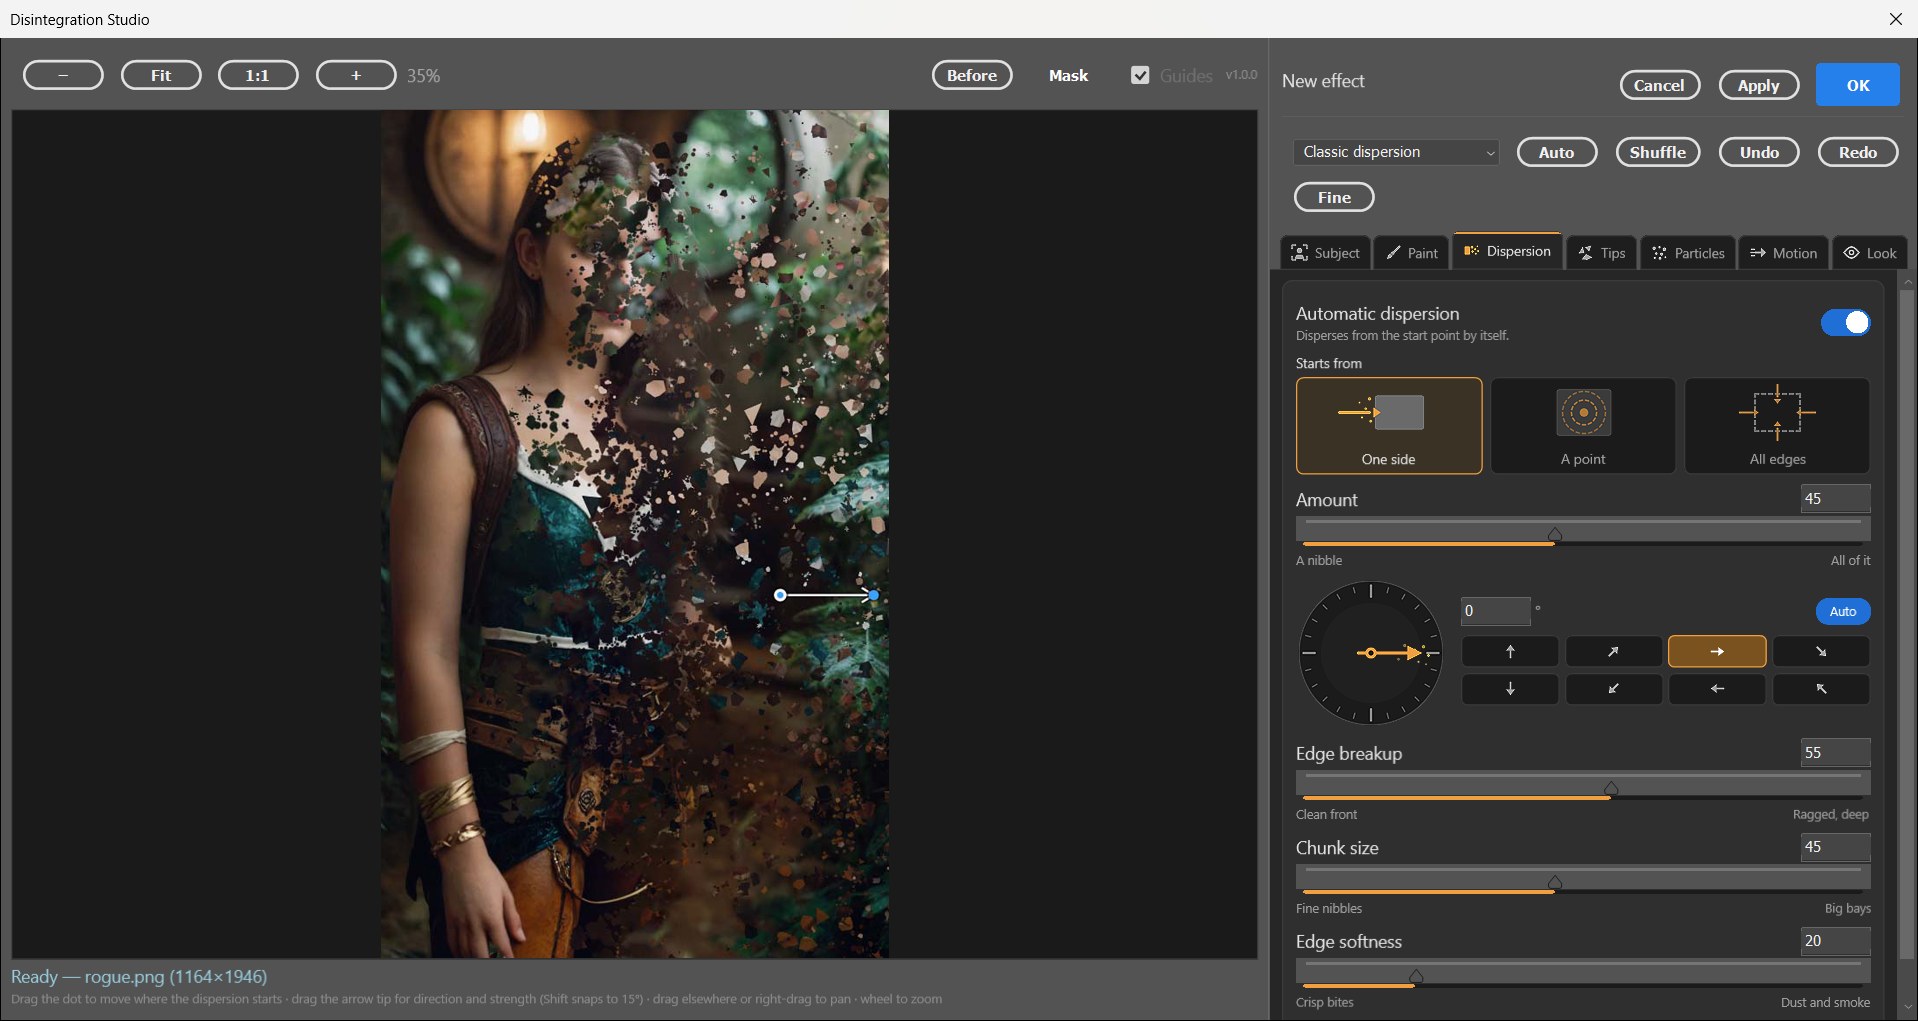 Disintegration Studio
− Fit 1:1 + 35% Before Mask Guides v1.0.0
New effect Cancel Apply OK
Classic dispersion Auto Shuffle Undo Redo
Fine
Subject Paint Dispersion Tips Particles Motion Look
Automatic dispersion
Disperses from the start point by itself.
Starts from
One side A point All edges
Amount 45
A nibble All of it
0 ° Auto
Edge breakup 55
Clean front Ragged, deep
Chunk size 45
Fine nibbles Big bays
Edge softness 20
Crisp bites Dust and smoke
Ready — rogue.png (1164×1946)
Drag the dot to move where the dispersion starts · drag the arrow tip for direction and strength (Shift snaps to 15°) · drag elsewhere or right-drag to pan · wheel to zoom